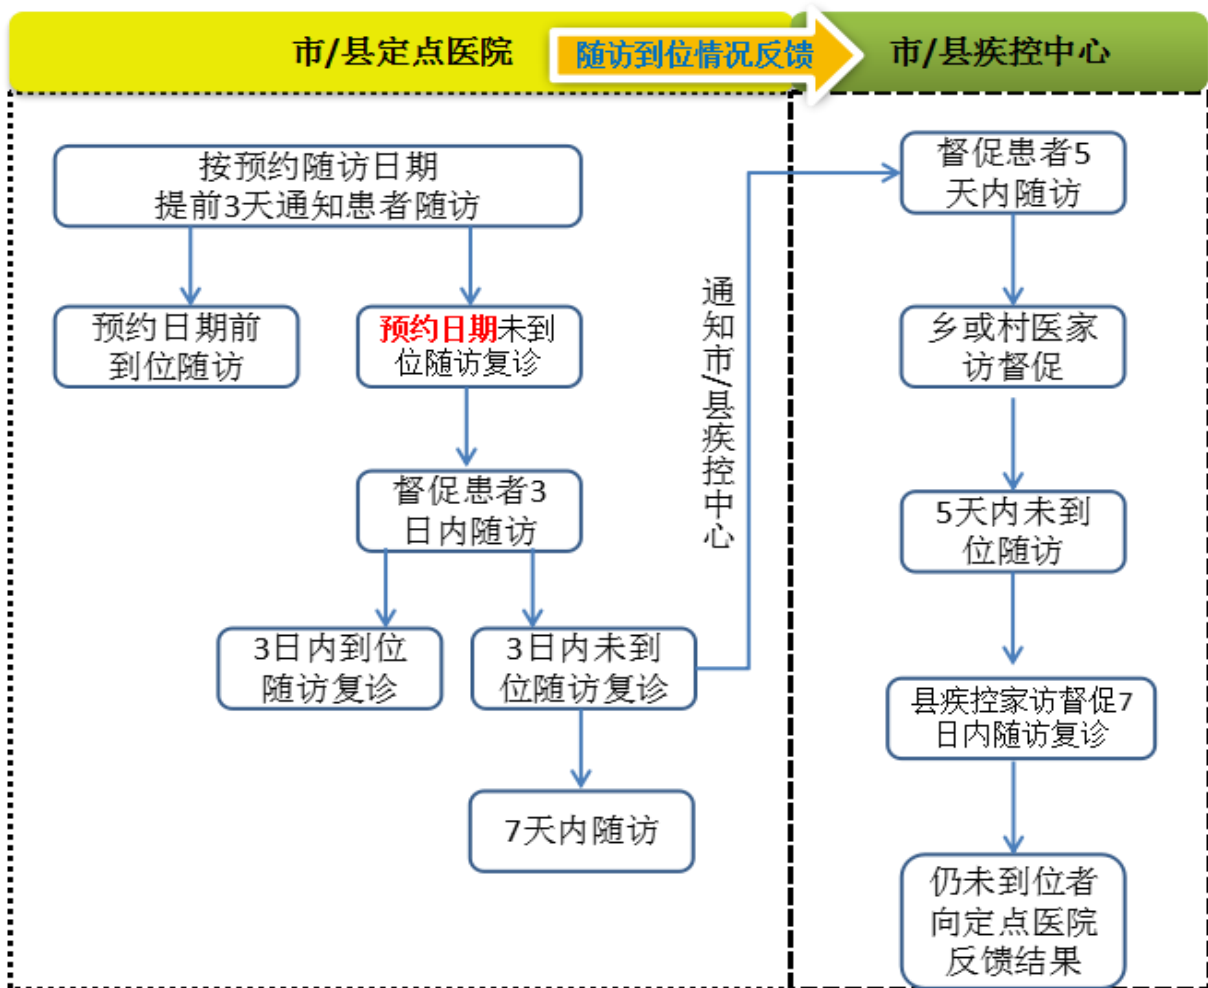 市/县定点医院
随访到位情况反馈
市/县疾控中心
按预约随访日期
提前3天通知患者随访
预约日期前
到位随访
预约日期未到
位随访复诊
督促患者3
日内随访
3日内到位
随访复诊
3日内未到
位随访复诊
7天内随访
通知市/县疾控中心
督促患者5
天内随访
乡或村医家
访督促
5天内未到
位随访
县疾控家访督促7
日内随访复诊
仍未到位者
向定点医院
反馈结果